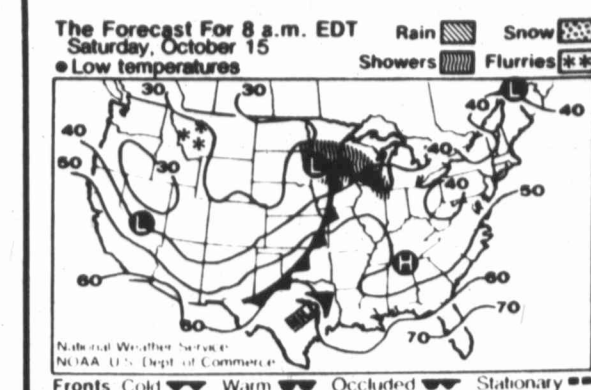 The Forecast For 8 a.m. EDT
Saturday, October 15
Low temperatures
Rain Snow
Showers Flurries
30 30 40 40
40
50
30
40
40
50
L
L
L
H
60
60
60
70
70
National Weather Service
NOAA U S Dept of Commerce
Fronts Cold Warm Occluded Stationary